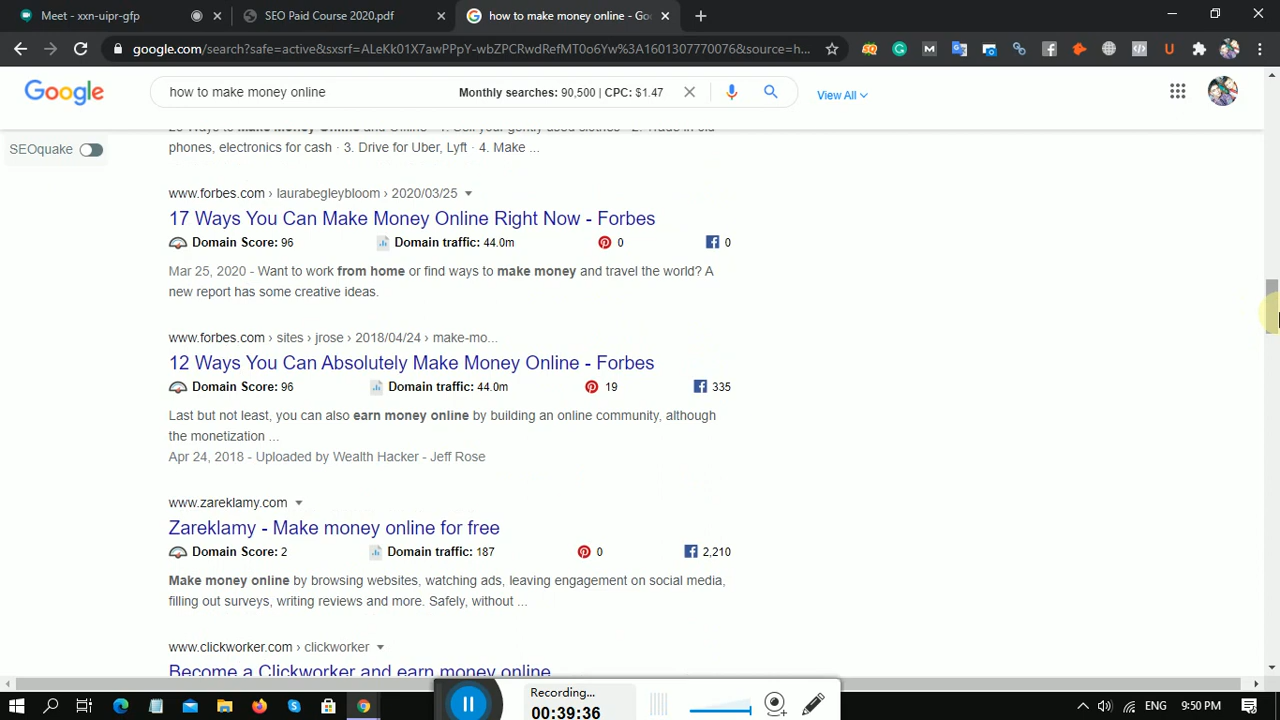 Meet - xxn-uipr-gfp
SEO Paid Course 2020.pdf
how to make money online - Goo
google.com/search?safe=active&sxsrf=ALeKk01X7awPPpY-wbZPCRwdRefMT0o6Yw%3A1601307770076&source=h...
Google
how to make money online
Monthly searches: 90,500 | CPC: $1.47
View All
SEOquake
phones, electronics for cash · 3. Drive for Uber, Lyft · 4. Make ...
www.forbes.com › laurabegleybloom › 2020/03/25
17 Ways You Can Make Money Online Right Now - Forbes
Domain Score: 96 Domain traffic: 44.0m 0 0
Mar 25, 2020 - Want to work from home or find ways to make money and travel the world? A
new report has some creative ideas.
www.forbes.com › sites › jrose › 2018/04/24 › make-mo...
12 Ways You Can Absolutely Make Money Online - Forbes
Domain Score: 96 Domain traffic: 44.0m 19 335
Last but not least, you can also earn money online by building an online community, although
the monetization ...
Apr 24, 2018 - Uploaded by Wealth Hacker - Jeff Rose
www.zareklamy.com
Zareklamy - Make money online for free
Domain Score: 2 Domain traffic: 187 0 2,210
Make money online by browsing websites, watching ads, leaving engagement on social media,
filling out surveys, writing reviews and more. Safely, without ...
www.clickworker.com › clickworker
Become a Clickworker and earn money online
Recording...
00:39:36
ENG 9:50 PM